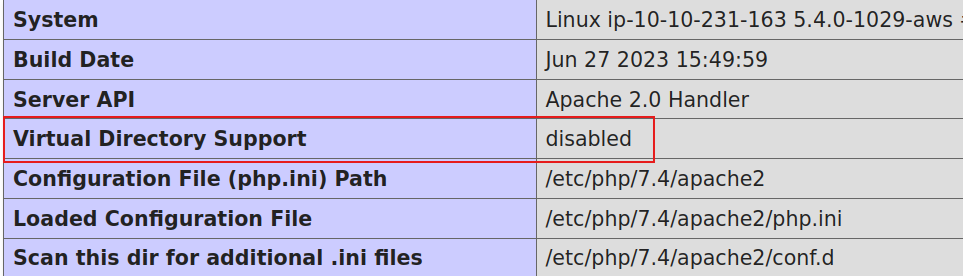 System Linux ip-10-10-231-163 5.4.0-1029-aws
Build Date Jun 27 2023 15:49:59
Server API Apache 2.0 Handler
Virtual Directory Support disabled
Configuration File (php.ini) Path /etc/php/7.4/apache2
Loaded Configuration File /etc/php/7.4/apache2/php.ini
Scan this dir for additional .ini files /etc/php/7.4/apache2/conf.d